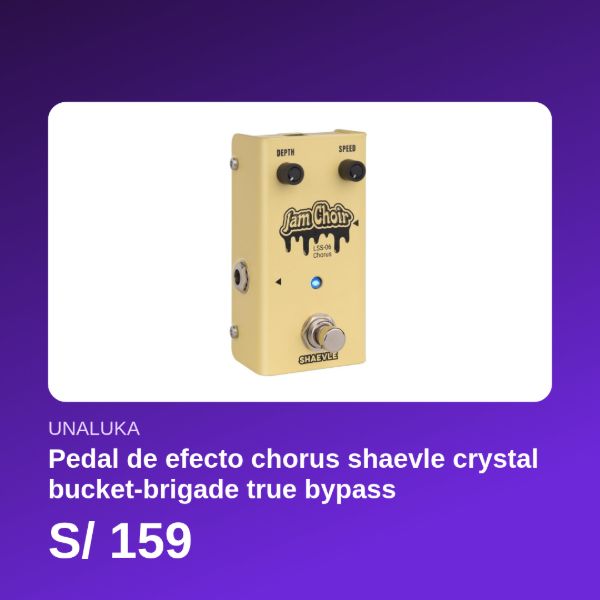 DEPTH SPEED
Jam Choir
LSS-06
Chorus
SHAEVLE
UNALUKA
Pedal de efecto chorus shaevle crystal
bucket-brigade true bypass
S/ 159